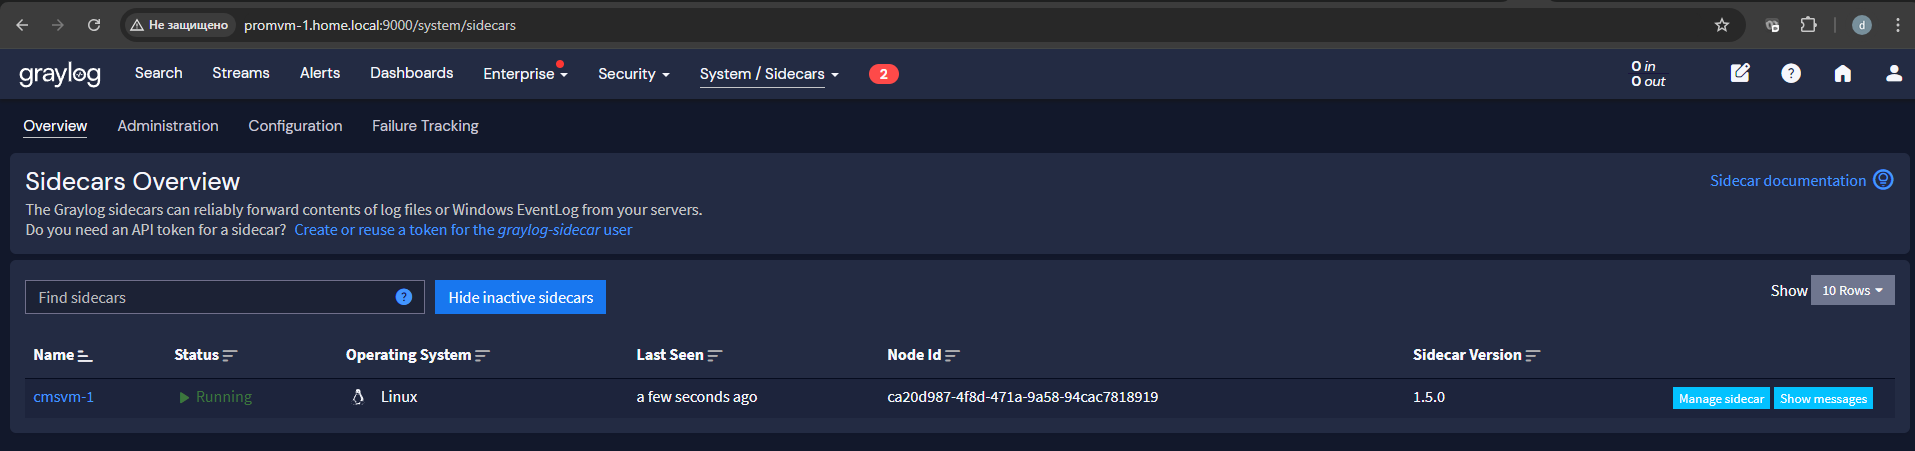 Не защищено promvm-1.home.local:9000/system/sidecars d
graylog Search Streams Alerts Dashboards Enterprise Security System / Sidecars 2 0 in
0 out
Overview Administration Configuration Failure Tracking
Sidecars Overview
Sidecar documentation
The Graylog sidecars can reliably forward contents of log files or Windows EventLog from your servers.
Do you need an API token for a sidecar? Create or reuse a token for the graylog-sidecar user
Find sidecars ? Hide inactive sidecars Show 10 Rows
Name Status Operating System Last Seen Node Id Sidecar Version
cmsvm-1 Running Linux a few seconds ago ca20d987-4f8d-471a-9a58-94cac7818919 1.5.0 Manage sidecar Show messages